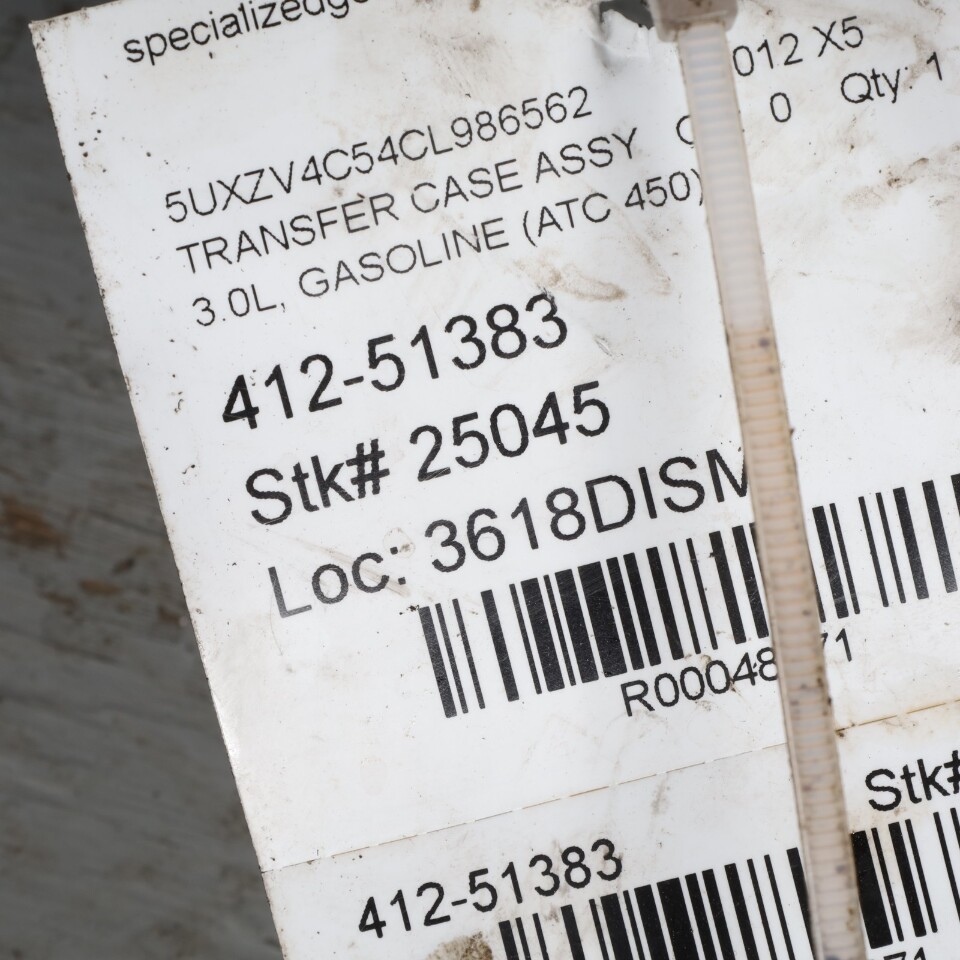 012 X5
5UXZV4C54CL986562 0 Qty: 1
TRANSFER CASE ASSY
3.0L, GASOLINE (ATC 450)
412-51383
Stk# 25045
Loc: 3618DISM
R00048 71
Stk#
412-51383
71